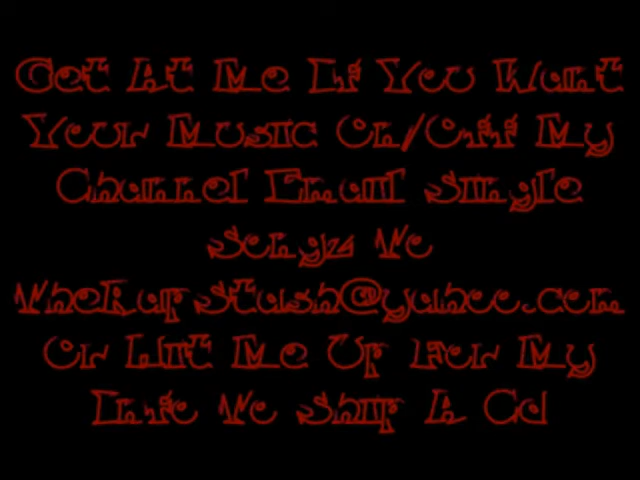 Get At Me If You Want
Your Music On/Off My
Channel Email Single
Songz To
TheRapStash@yahoo.com
Or Hit Me Up For My
Info To Ship A Cd